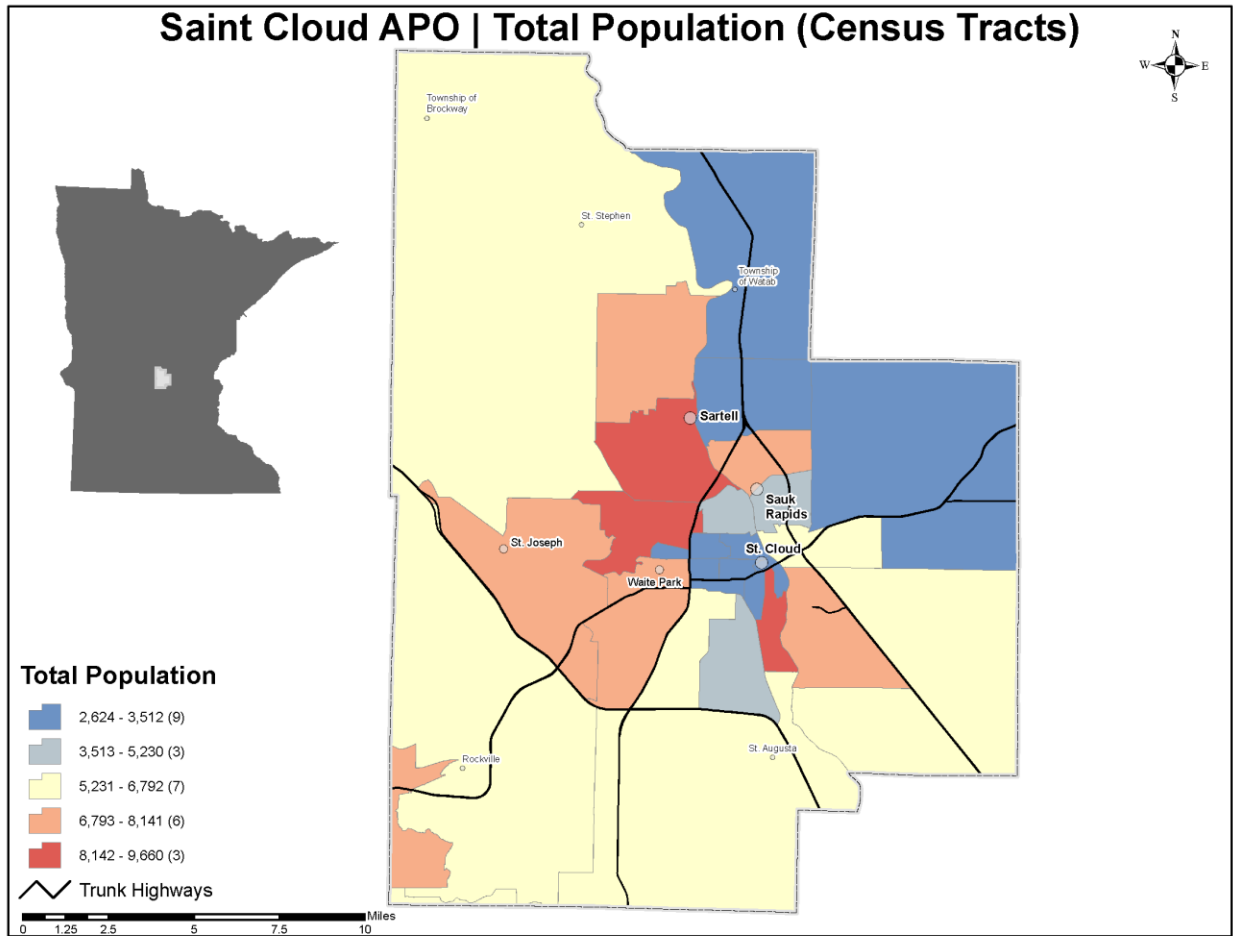 Saint Cloud APO | Total Population (Census Tracts)
N
W E
S
Township of
Brockway
St. Stephen
Township
of Watab
Sartell
Sauk
Rapids
St. Joseph
St. Cloud
Waite Park
Total Population
2,624 - 3,512 (9)
3,513 - 5,230 (3)
5,231 - 6,792 (7)
6,793 - 8,141 (6)
8,142 - 9,660 (3)
Trunk Highways
St. Augusta
Rockville
Miles
0 1.25 2.5 5 7.5 10